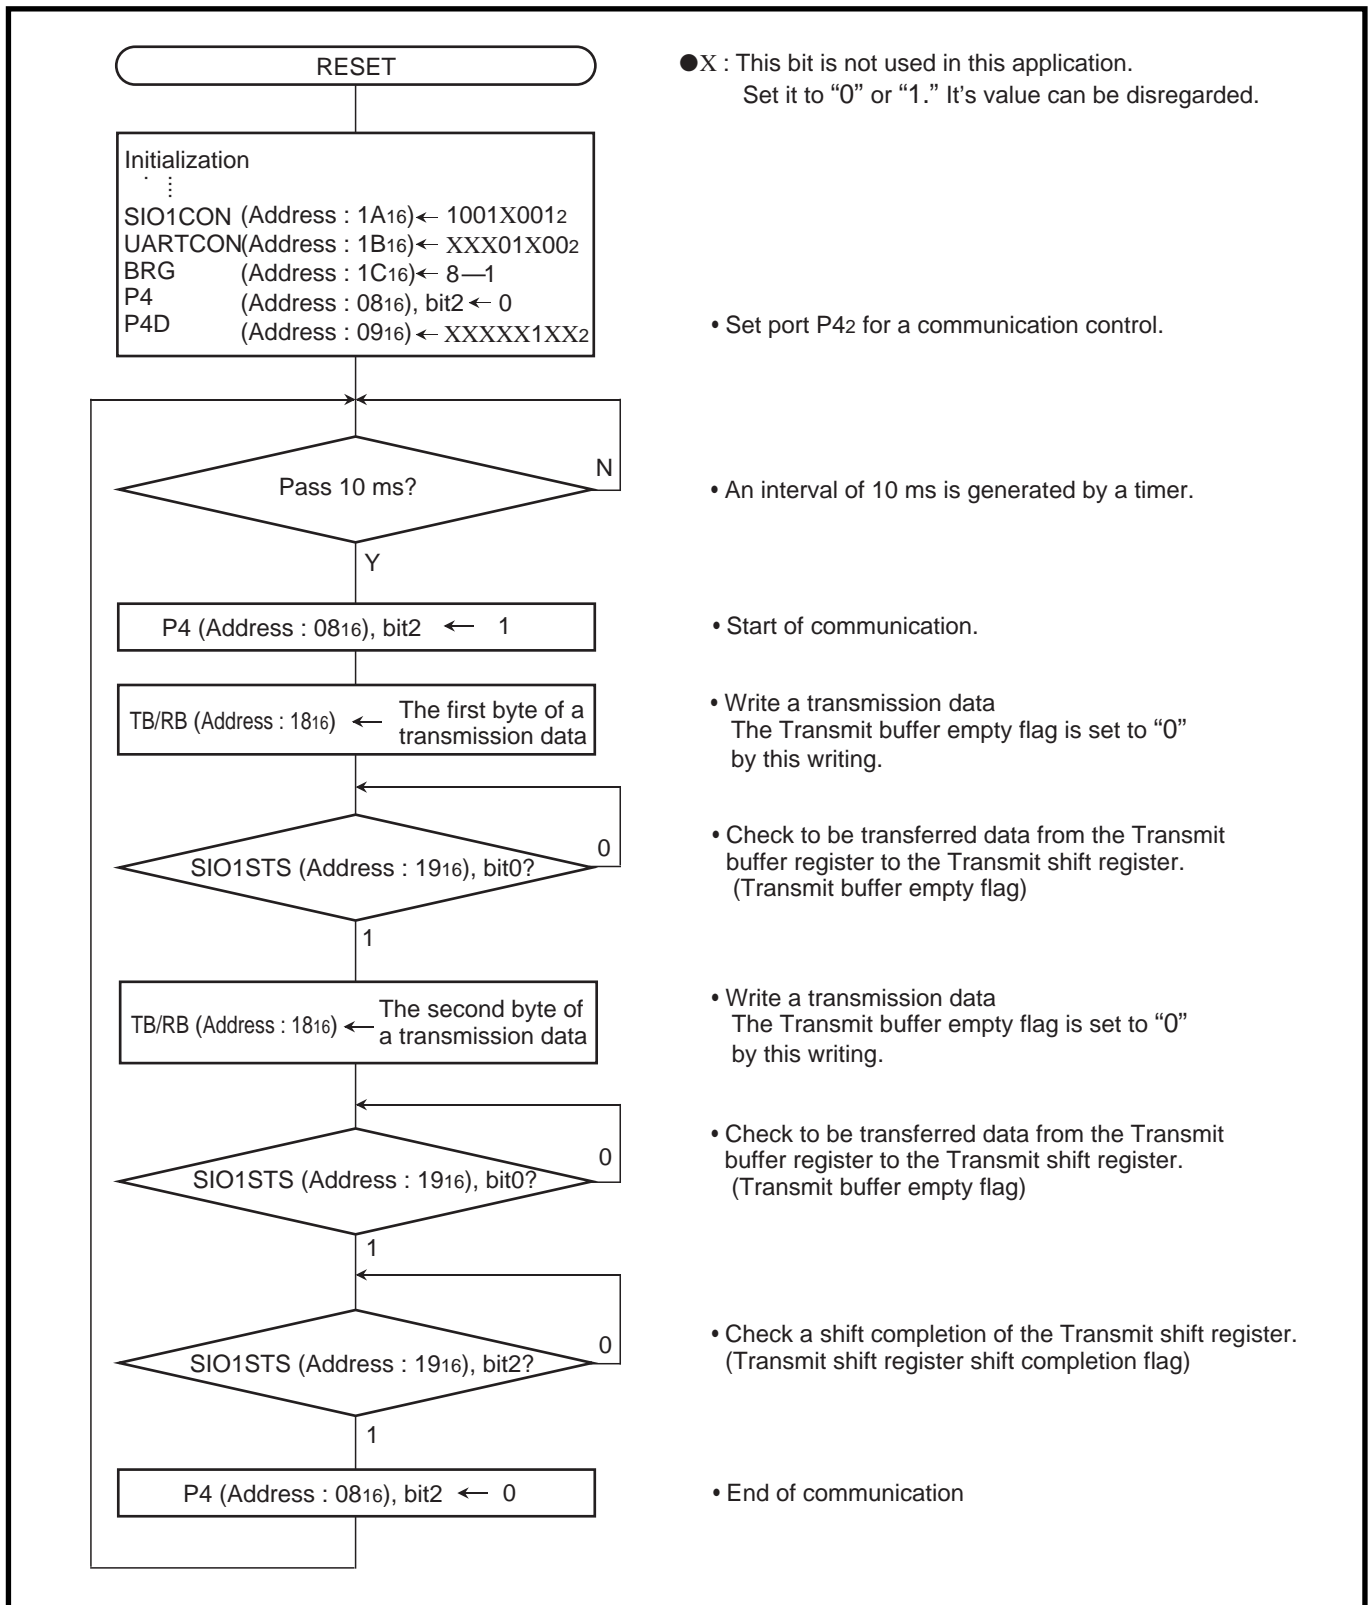 RESET
●X : This bit is not used in this application.
Set it to “0” or “1.” It’s value can be disregarded.
Initialization
SIO1CON (Address : 1A16)← 1001X0012
UARTCON(Address : 1B16)← XXX01X002
BRG (Address : 1C16)← 8—1
P4 (Address : 0816), bit2 ← 0
P4D (Address : 0916)← XXXXX1XX2
• Set port P42 for a communication control.
Pass 10 ms?
N
• An interval of 10 ms is generated by a timer.
Y
P4 (Address : 0816), bit2 ← 1
• Start of communication.
TB/RB (Address : 1816) ← The first byte of a
transmission data
• Write a transmission data
The Transmit buffer empty flag is set to “0”
by this writing.
SIO1STS (Address : 1916), bit0?
0
• Check to be transferred data from the Transmit
buffer register to the Transmit shift register.
(Transmit buffer empty flag)
1
TB/RB (Address : 1816) ← The second byte of
a transmission data
• Write a transmission data
The Transmit buffer empty flag is set to “0”
by this writing.
SIO1STS (Address : 1916), bit0?
0
• Check to be transferred data from the Transmit
buffer register to the Transmit shift register.
(Transmit buffer empty flag)
1
SIO1STS (Address : 1916), bit2?
0
• Check a shift completion of the Transmit shift register.
(Transmit shift register shift completion flag)
1
P4 (Address : 0816), bit2 ← 0
• End of communication